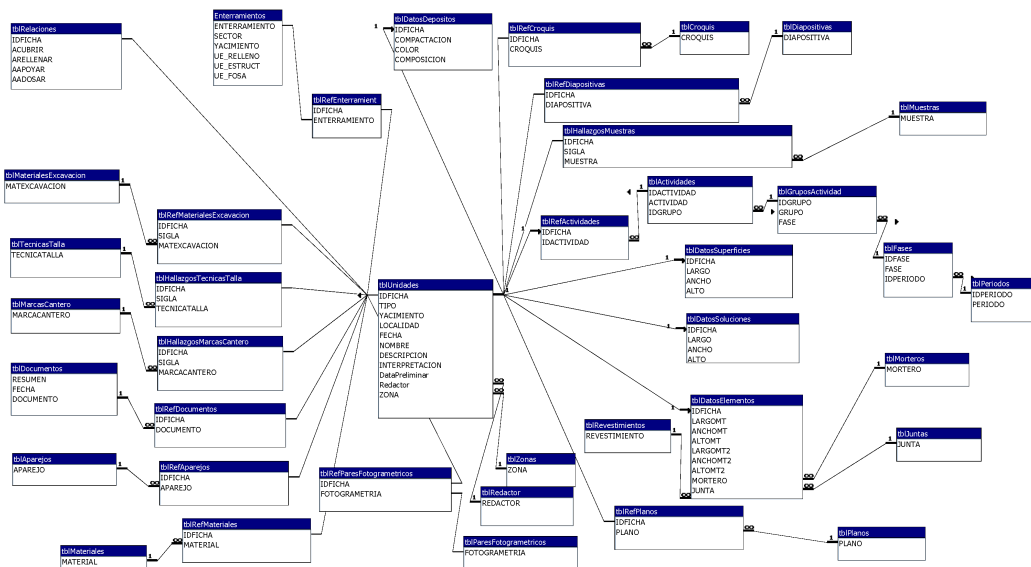 tblRelaciones
IDFICHA
ACUBRIR
ARELLENAR
AAPOYAR
AADOSAR
Enterramientos
ENTERRAMIENTO
SECTOR
YACIMIENTO
UE_RELLENO
UE_ESTRUCT
UE_FOSA
tblDatosDepositos
IDFICHA
COMPACTACION
COLOR
COMPOSICION
tblRefCroquis
IDFICHA
CROQUIS
tblCroquis
CROQUIS
tblDiapositivas
DIAPOSITIVA
tblRefEnterramient
IDFICHA
ENTERRAMIENTO
tblRefDiapositivas
IDFICHA
DIAPOSITIVA
tblHallazgosMuestras
IDFICHA
SIGLA
MUESTRA
tblMuestras
MUESTRA
tblMaterialesExcavacion
MATEXCAVACION
tblRefMaterialesExcavacion
IDFICHA
SIGLA
MATEXCAVACION
tblActividades
IDACTIVIDAD
ACTIVIDAD
IDGRUPO
tblGruposActividad
IDGRUPO
GRUPO
FASE
tblRefActividades
IDFICHA
IDACTIVIDAD
tblTecnicasTalla
TECNICATALLA
tblHallazgosTecnicasTalla
IDFICHA
SIGLA
TECNICATALLA
tblUnidades
IDFICHA
TIPO
YACIMIENTO
LOCALIDAD
FECHA
NOMBRE
DESCRIPCION
INTERPRETACION
DataPreliminar
Redactor
ZONA
tblDatosSuperficies
IDFICHA
LARGO
ANCHO
ALTO
tblFases
IDFASE
FASE
IDPERIODO
tblPeriodos
IDPERIODO
PERIODO
tblMarcasCantero
MARCACANTERO
tblHallazgosMarcasCantero
IDFICHA
SIGLA
MARCACANTERO
tblDatosSoluciones
IDFICHA
LARGO
ANCHO
ALTO
tblDocumentos
RESUMEN
FECHA
DOCUMENTO
tblRefDocumentos
IDFICHA
DOCUMENTO
tblMorteros
MORTERO
tblDatosElementos
IDFICHA
LARGOMT
ANCHOMT
ALTOMT
LARGOMT2
ANCHOMT2
ALTOMT2
MORTERO
JUNTA
tblRevestimientos
REVESTIMIENTO
tblJuntas
JUNTA
tblAparejos
APAREJO
tblRefAparejos
IDFICHA
APAREJO
tblRefParesFotogrametricos
IDFICHA
FOTOGRAMETRIA
tblZonas
ZONA
tblRedactor
REDACTOR
tblRefPlanos
IDFICHA
PLANO
tblPlanos
PLANO
tblMateriales
MATERIAL
tblRefMateriales
IDFICHA
MATERIAL
tblParesFotogrametricos
FOTOGRAMETRIA